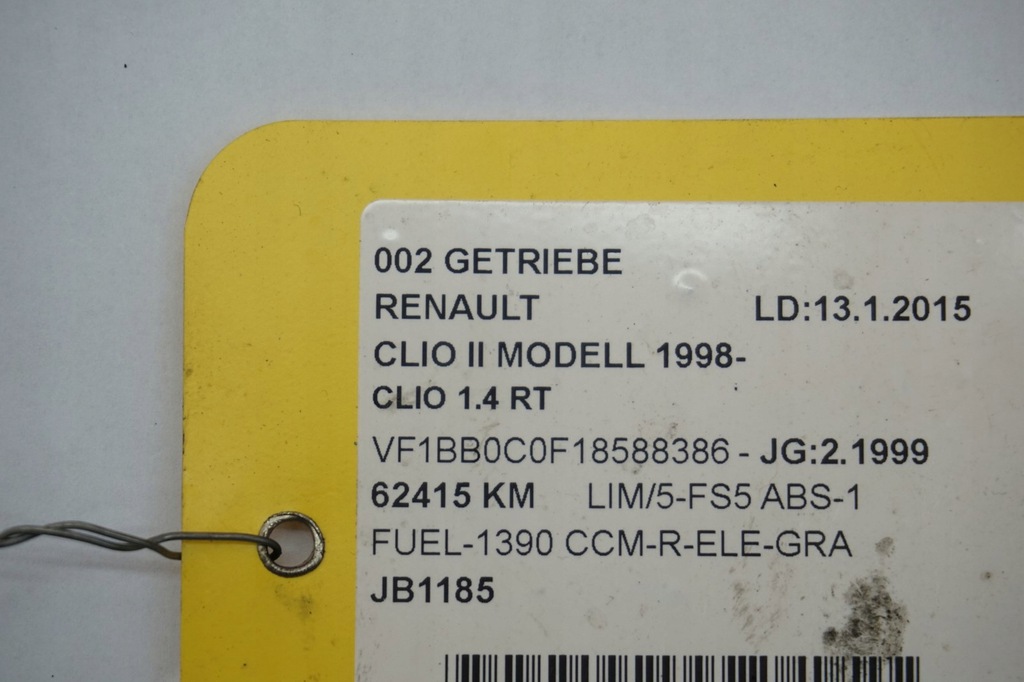 002 GETRIEBE
RENAULT LD:13.1.2015
CLIO II MODELL 1998-
CLIO 1.4 RT
VF1BB0C0F18588386 - JG:2.1999
62415 KM LIM/5-FS5 ABS-1
FUEL-1390 CCM-R-ELE-GRA
JB1185